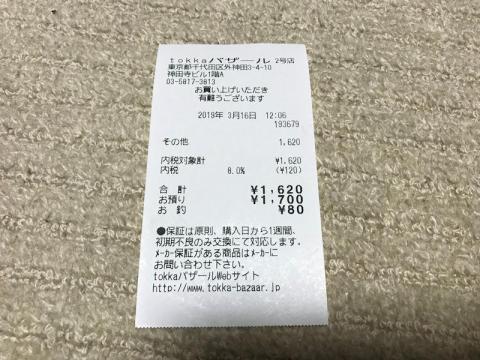 tokkaバザール 2号店
東京都千代田区外神田3-4-10
神田寺ビル1階A
03-5817-3813
お買い上げいただき
有難うございます
2019年 3月16日 12:06
193679
その他 1,620
内税対象計 ¥1,620
内税 8.0% (¥120)
合 計 ¥1,620
お預り ¥1,700
お 釣 ¥80
●保証は原則、購入日から1週間、
初期不良のみ交換にて対応します。
メーカー保証がある商品はメーカーに
お問い合わせ下さい。
tokkaバザールWebサイト
http://www.tokka-bazaar.jp